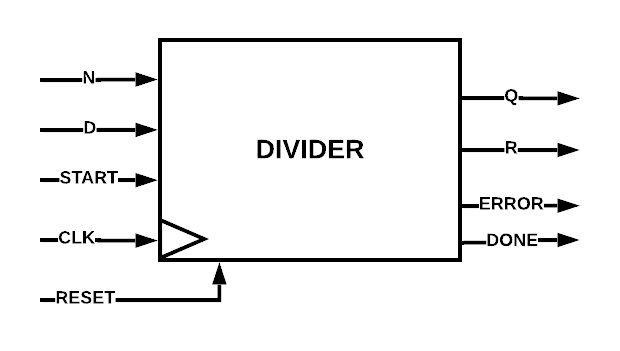 N
D
START
CLK
RESET
DIVIDER
Q
R
ERROR
DONE